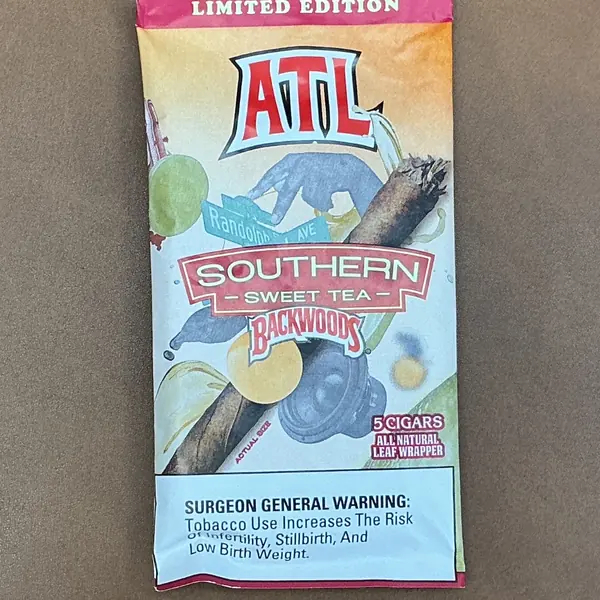 LIMITED EDITION
ATL
Randolph
AVE
SOUTHERN
– SWEET TEA –
BACKWOODS
ACTUAL SIZE
5 CIGARS
ALL NATURAL
LEAF WRAPPER
SURGEON GENERAL WARNING:
Tobacco Use Increases The Risk
Of Infertility, Stillbirth, And
Low Birth Weight.